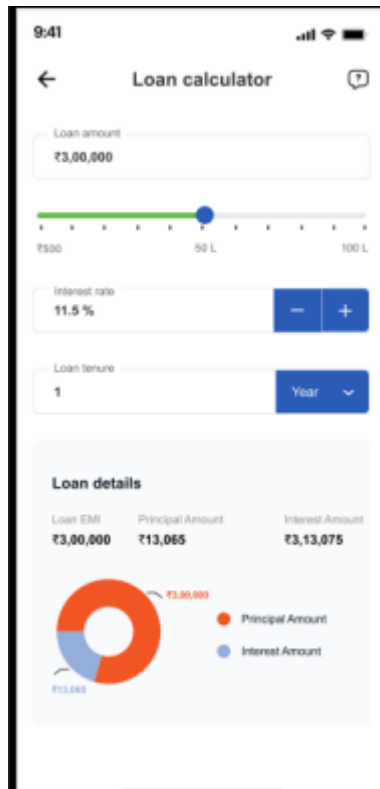 9:41
Loan calculator
?
Loan amount
₹3,00,000
₹500 50 L 100 L
Interest rate
11.5 %
− +
Loan tenure
1 Year
Loan details
Loan EMI Principal Amount Interest Amount
₹3,00,000 ₹13,065 ₹3,13,075
₹3,00,000
Principal Amount
Interest Amount
₹13,065